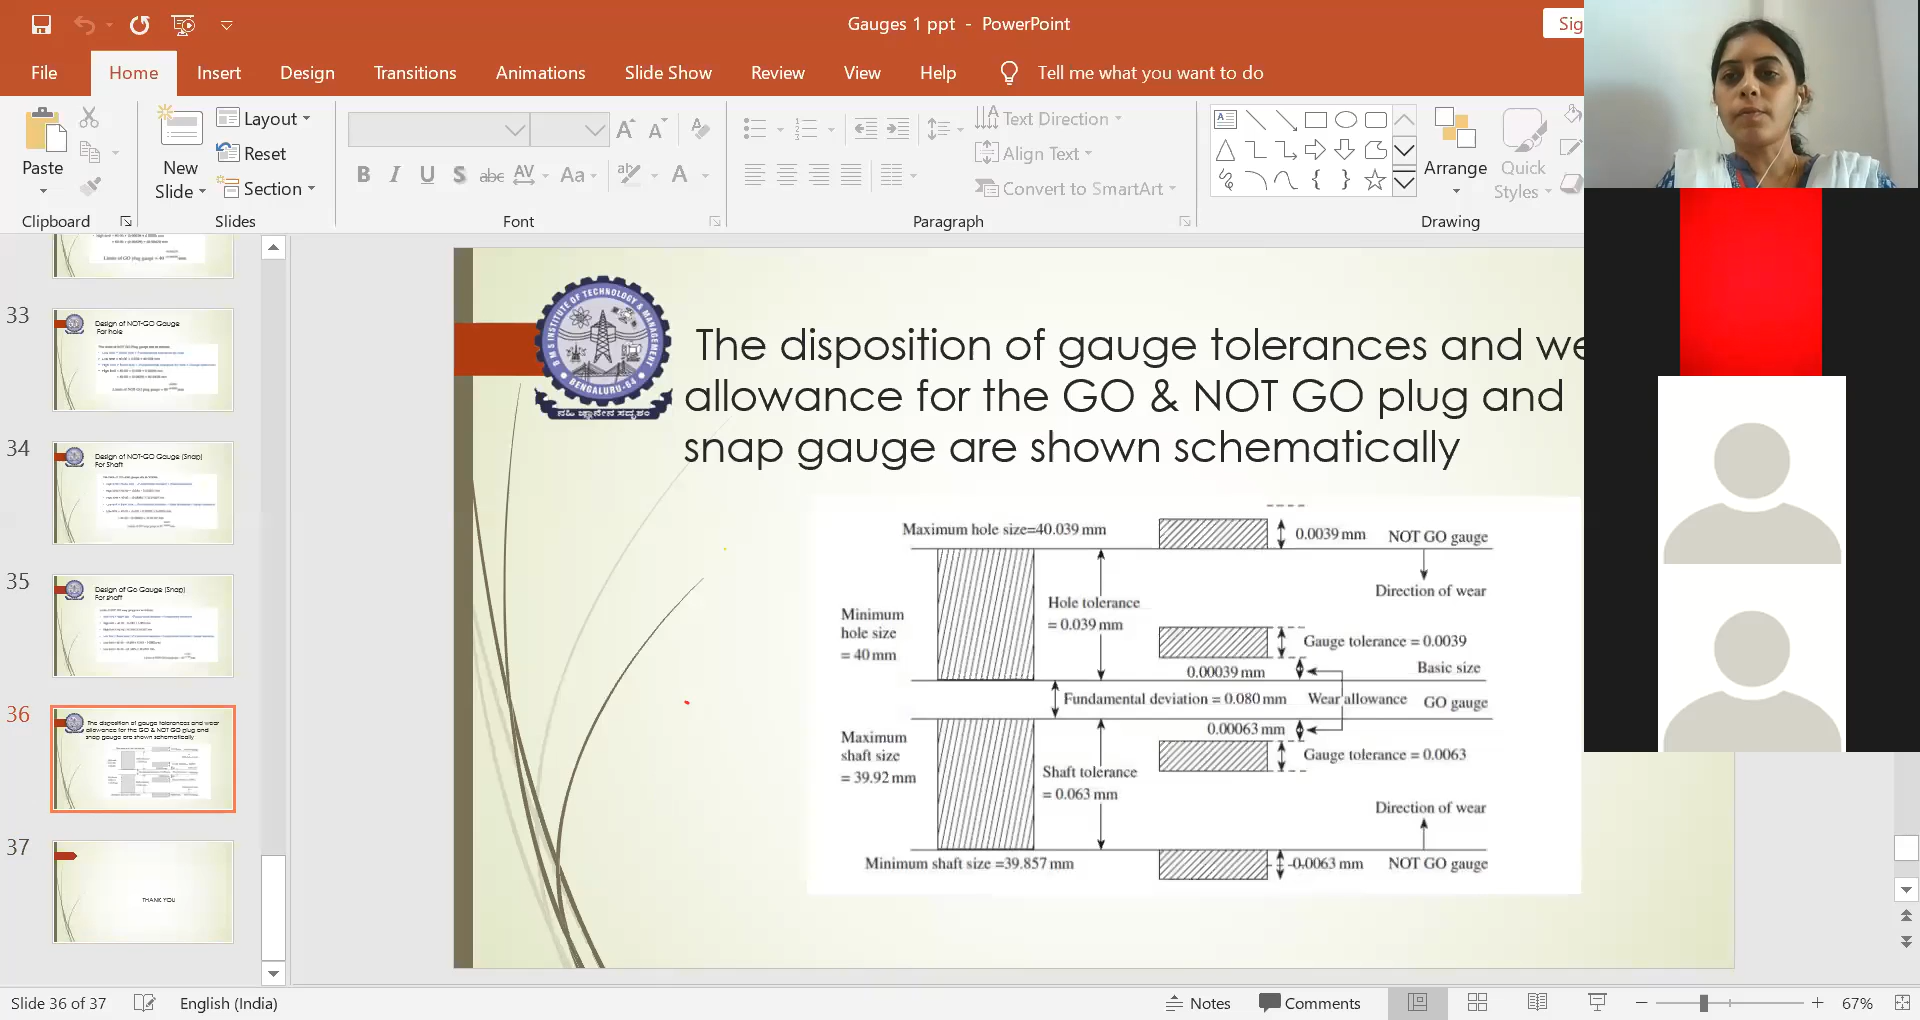 Gauges 1 ppt - PowerPoint
Sig
File Home Insert Design Transitions Animations Slide Show Review View Help Tell me what you want to do
Paste
New Slide
Layout
Reset
Section
B I U S abc AV Aa A
Text Direction
Align Text
Convert to SmartArt
Arrange
Quick Styles
Clipboard Slides Font Paragraph Drawing
33
Design of NOT-GO Gauge
For hole
34
Design of NOT-GO Gauge (Snap)
For Shaft
35
Design of Go Gauge (Snap)
For shaft
36
The disposition of gauge tolerances and wear
allowance for the GO & NOT GO plug and
snap gauge are shown schematically
37
THANK YOU
B M S INSTITUTE OF TECHNOLOGY & MANAGEMENT
BENGALURU-64
The disposition of gauge tolerances and we
allowance for the GO & NOT GO plug and
snap gauge are shown schematically
Maximum hole size=40.039 mm
0.0039 mm NOT GO gauge
Direction of wear
Hole tolerance
= 0.039 mm
Minimum
hole size
= 40 mm
Gauge tolerance = 0.0039
0.00039 mm Basic size
Fundamental deviation = 0.080 mm Wear allowance GO gauge
0.00063 mm
Maximum
shaft size
= 39.92 mm
Gauge tolerance = 0.0063
Shaft tolerance
= 0.063 mm
Direction of wear
Minimum shaft size =39.857 mm
0.0063 mm NOT GO gauge
Slide 36 of 37 English (India) Notes Comments 67%